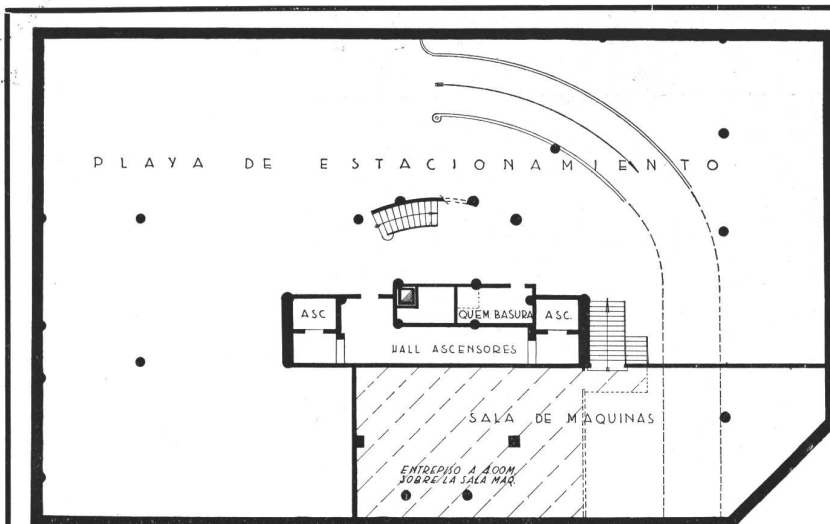 PLAYA DE ESTACIONAMIENTO
ASC
QUEM. BASURA
ASC.
HALL ASCENSORES
SALA DE MAQUINAS
ENTREPISO A 4.00M.
SOBRE LA SALA MAQ.